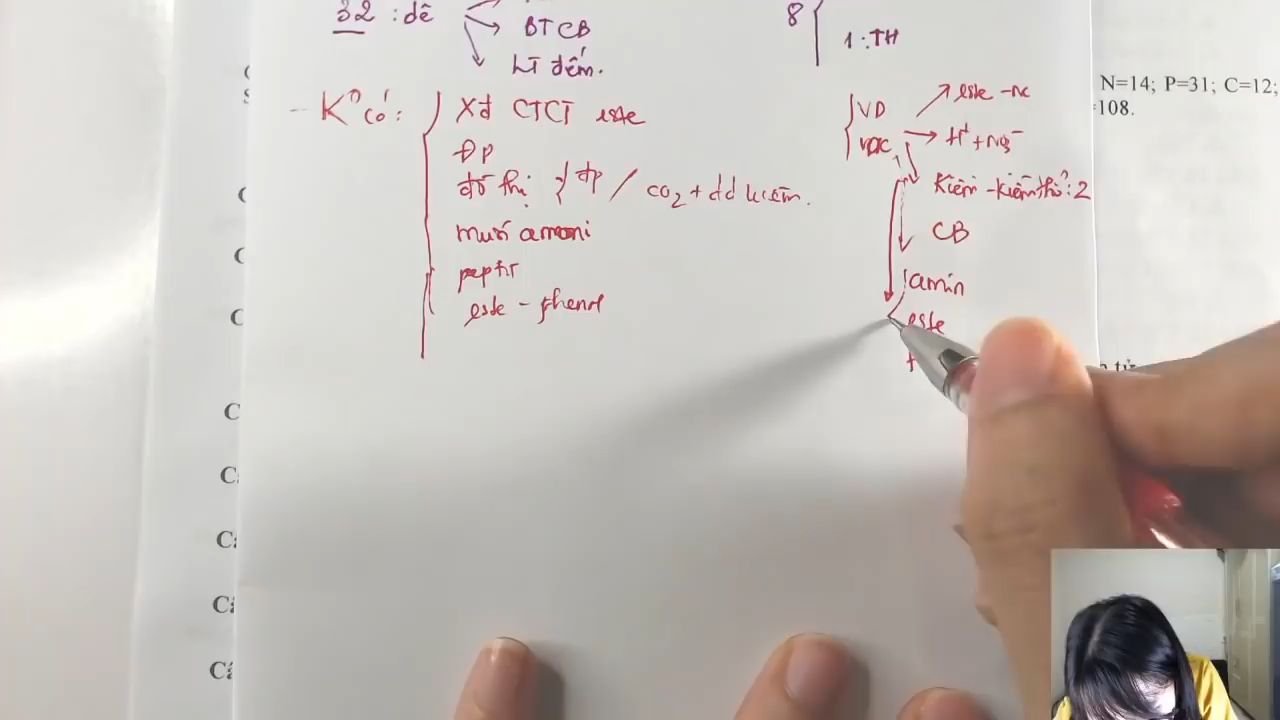 32 : dễ
BTCB
Lí đếm.
8
1 : TH
N=14; P=31; C=12;
=108.
- K° có :
Xđ CTCT este
ĐP
đồ thị } đp / CO2 + dd kiềm.
muối amoni
peptit
este - phenol
VD
VDC
este - nc
H+ + NO3-
Kiềm - kiềm thổ : 2
CB
amin
este